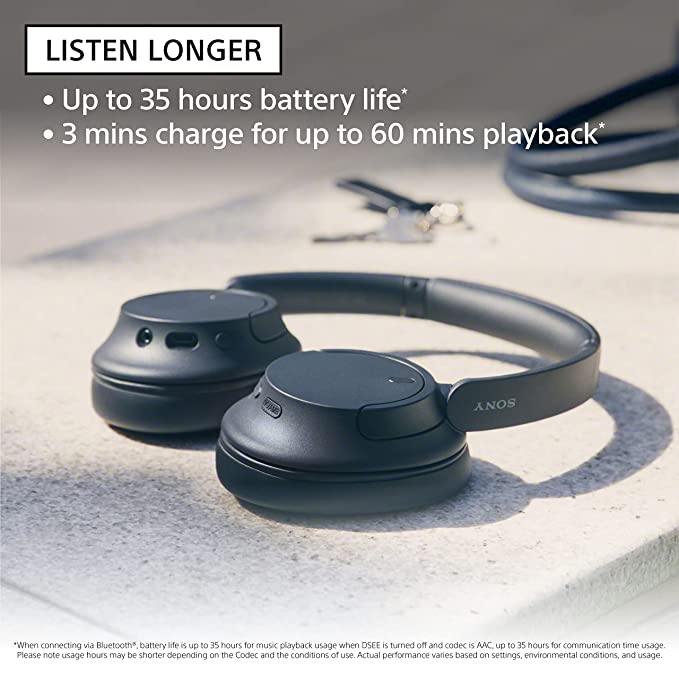 LISTEN LONGER
• Up to 35 hours battery life*
• 3 mins charge for up to 60 mins playback*
SONY
*When connecting via Bluetooth®, battery life is up to 35 hours for music playback usage when DSEE is turned off and codec is AAC, up to 35 hours for communication time usage.
Please note usage hours may be shorter depending on the Codec and the conditions of use. Actual performance varies based on settings, environmental conditions, and usage.